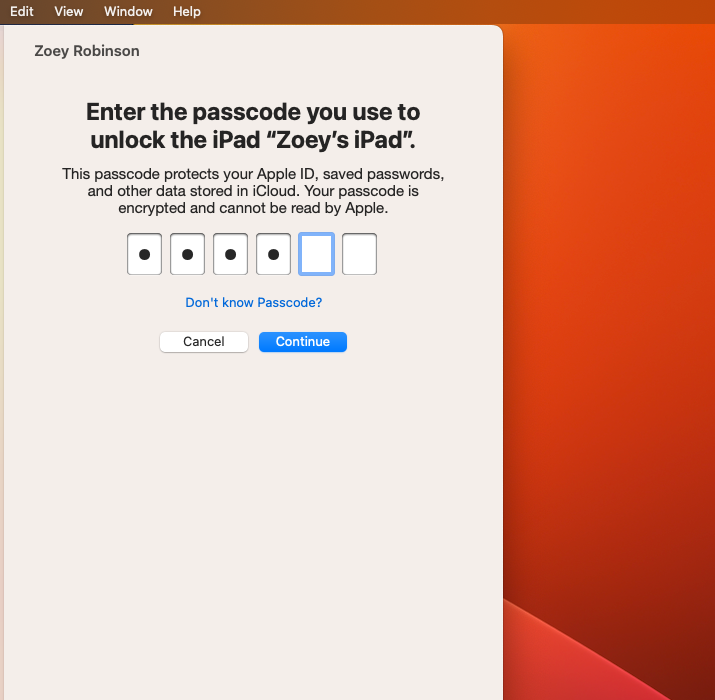 Edit View Window Help
Zoey Robinson
Enter the passcode you use to
unlock the iPad “Zoey’s iPad”.
This passcode protects your Apple ID, saved passwords,
and other data stored in iCloud. Your passcode is
encrypted and cannot be read by Apple.
Don't know Passcode?
Cancel Continue